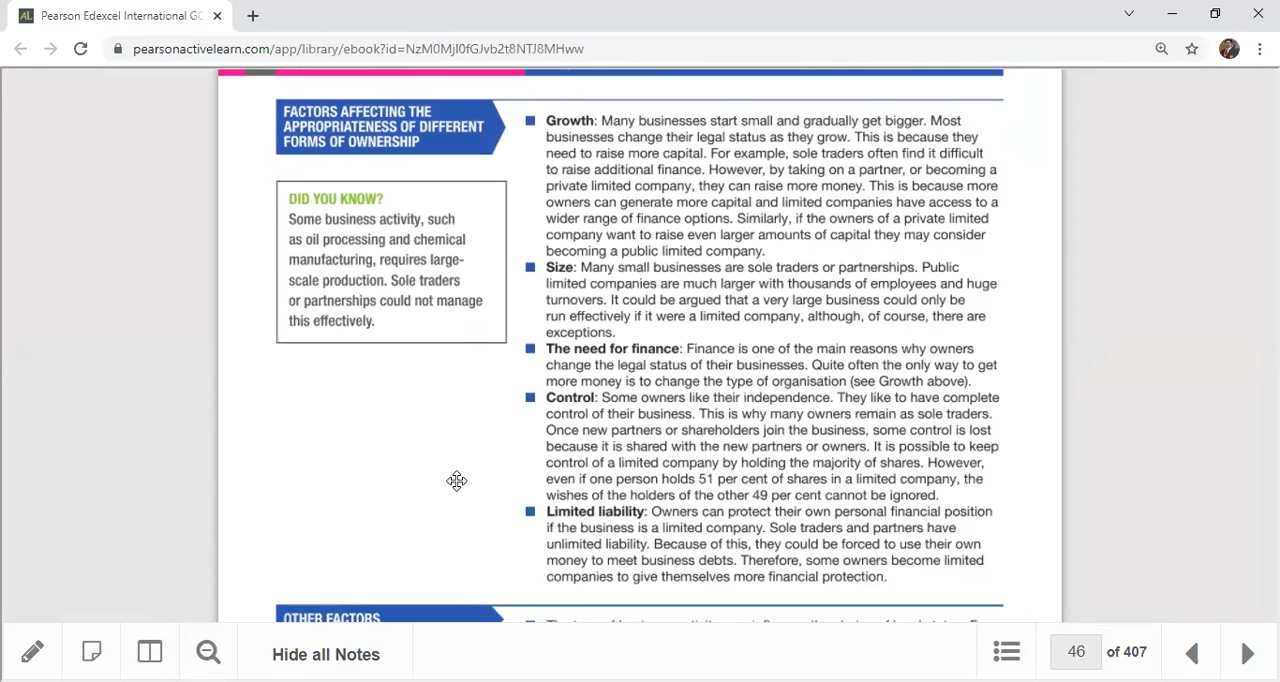 Pearson Edexcel International GC
pearsonactivelearn.com/app/library/ebook?id=NzM0MjI0fGJvb2t8NTJ8MHww
FACTORS AFFECTING THE
APPROPRIATENESS OF DIFFERENT
FORMS OF OWNERSHIP
DID YOU KNOW?
Some business activity, such
as oil processing and chemical
manufacturing, requires large-
scale production. Sole traders
or partnerships could not manage
this effectively.
Growth: Many businesses start small and gradually get bigger. Most
businesses change their legal status as they grow. This is because they
need to raise more capital. For example, sole traders often find it difficult
to raise additional finance. However, by taking on a partner, or becoming a
private limited company, they can raise more money. This is because more
owners can generate more capital and limited companies have access to a
wider range of finance options. Similarly, if the owners of a private limited
company want to raise even larger amounts of capital they may consider
becoming a public limited company.
Size: Many small businesses are sole traders or partnerships. Public
limited companies are much larger with thousands of employees and huge
turnovers. It could be argued that a very large business could only be
run effectively if it were a limited company, although, of course, there are
exceptions.
The need for finance: Finance is one of the main reasons why owners
change the legal status of their businesses. Quite often the only way to get
more money is to change the type of organisation (see Growth above).
Control: Some owners like their independence. They like to have complete
control of their business. This is why many owners remain as sole traders.
Once new partners or shareholders join the business, some control is lost
because it is shared with the new partners or owners. It is possible to keep
control of a limited company by holding the majority of shares. However,
even if one person holds 51 per cent of shares in a limited company, the
wishes of the holders of the other 49 per cent cannot be ignored.
Limited liability: Owners can protect their own personal financial position
if the business is a limited company. Sole traders and partners have
unlimited liability. Because of this, they could be forced to use their own
money to meet business debts. Therefore, some owners become limited
companies to give themselves more financial protection.
OTHER FACTORS
Hide all Notes
46 of 407